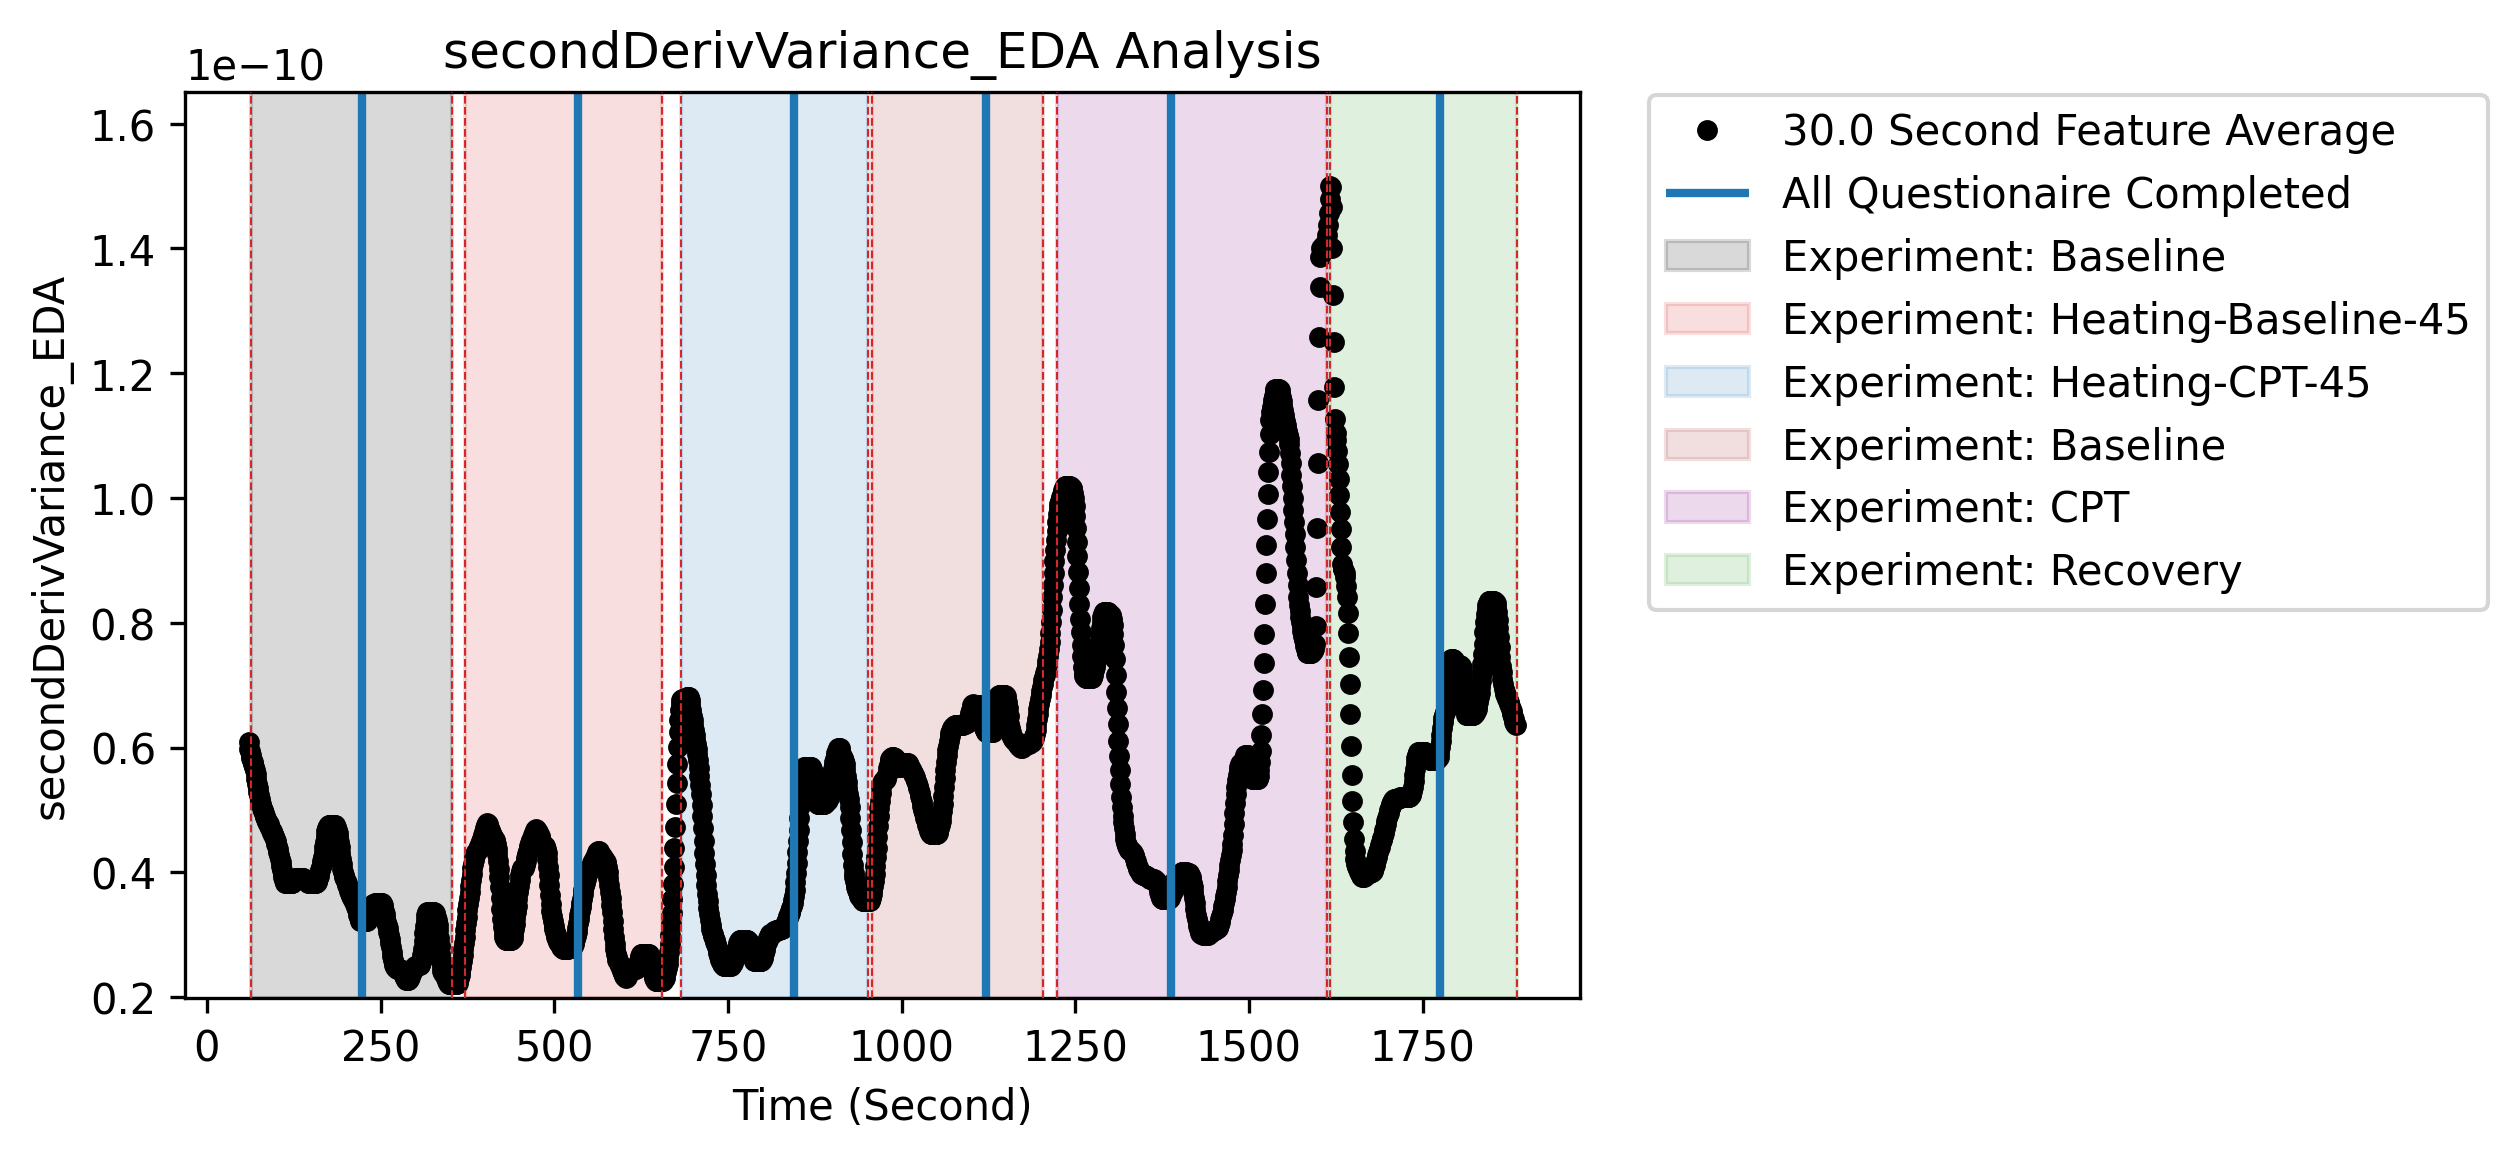 secondDerivVariance_EDA Analysis
1e−10
1.6
1.4
1.2
1.0
0.8
0.6
0.4
0.2
secondDerivVariance_EDA
0 250 500 750 1000 1250 1500 1750
Time (Second)
30.0 Second Feature Average
All Questionaire Completed
Experiment: Baseline
Experiment: Heating-Baseline-45
Experiment: Heating-CPT-45
Experiment: Baseline
Experiment: CPT
Experiment: Recovery